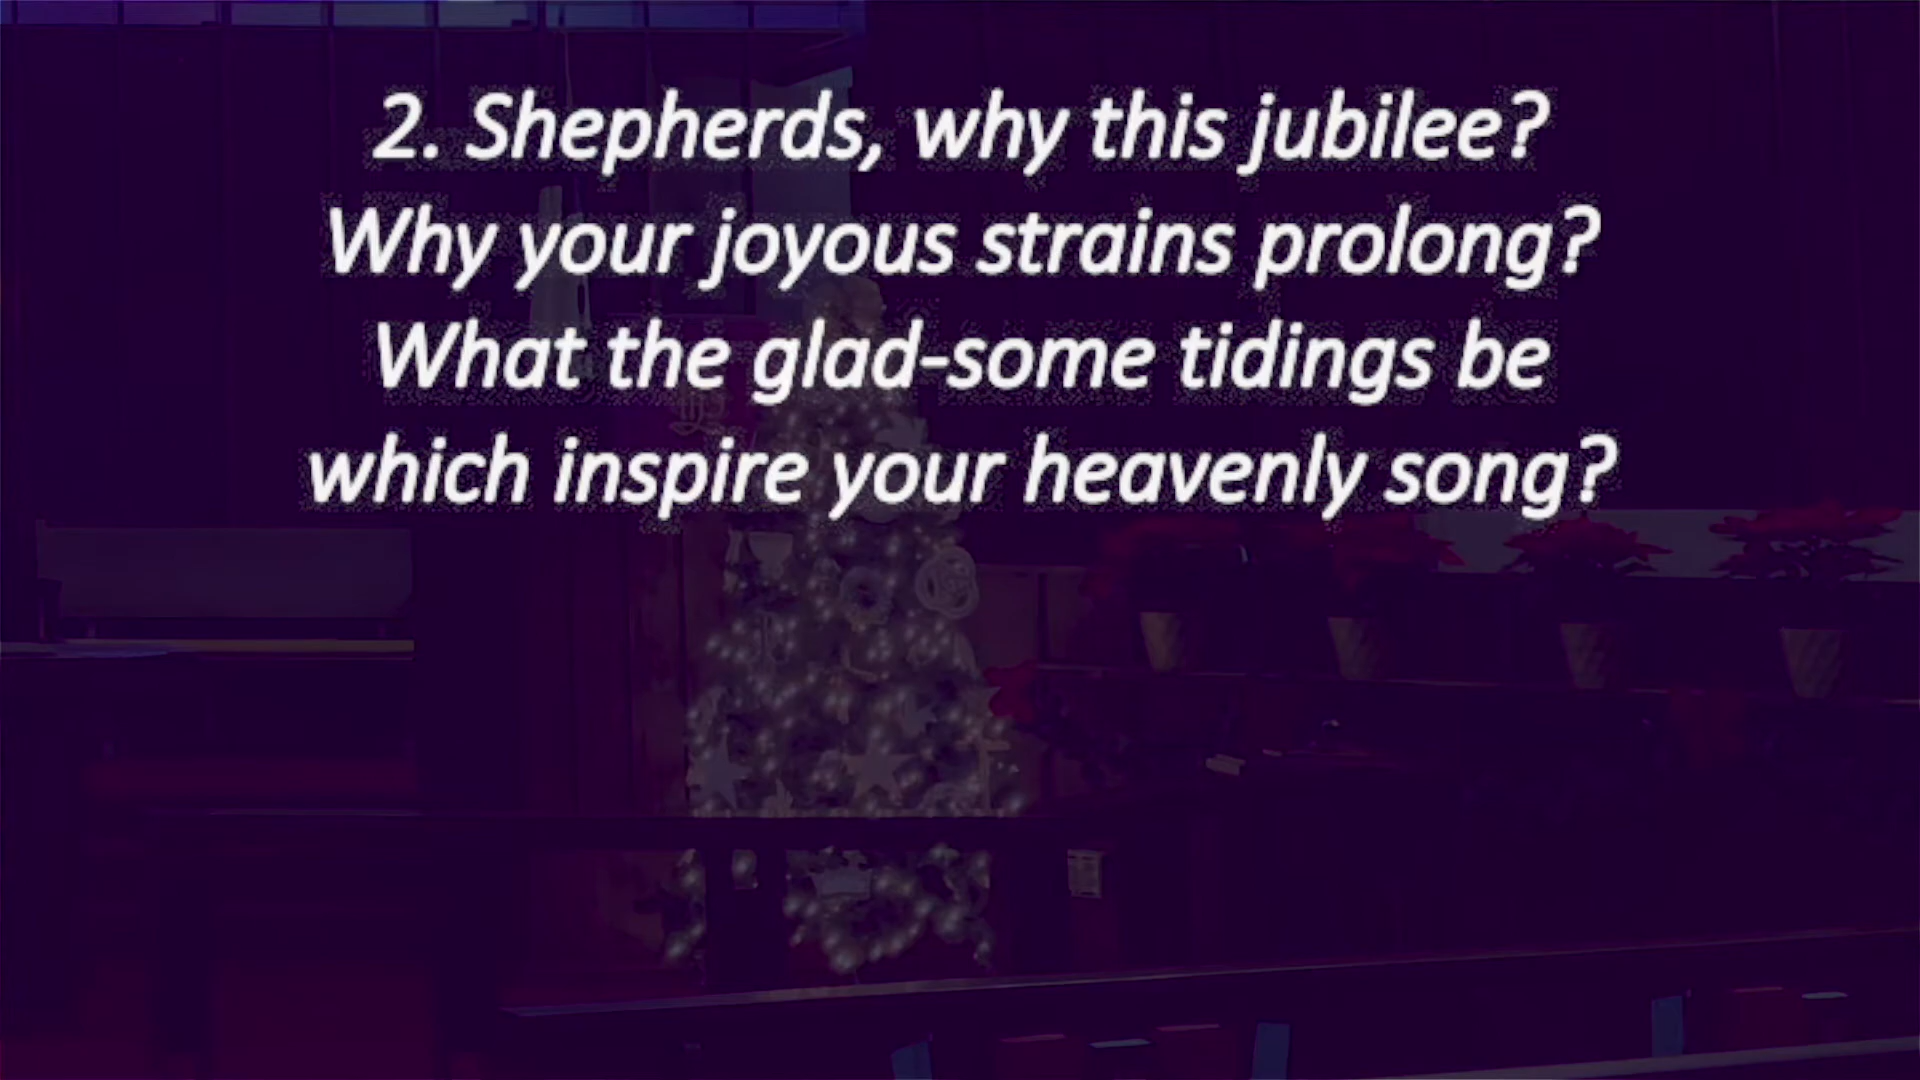 2. Shepherds, why this jubilee?
Why your joyous strains prolong?
What the glad-some tidings be
which inspire your heavenly song?